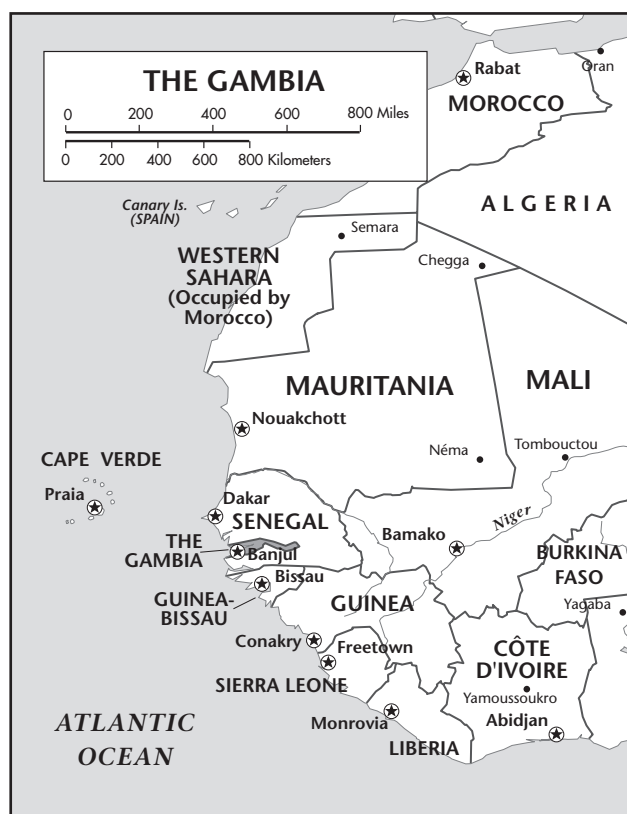 THE GAMBIA
0 200 400 600 800 Miles
0 200 400 600 800 Kilometers
Rabat
Oran
MOROCCO
Canary Is.
(SPAIN)
ALGERIA
Semara
WESTERN
SAHARA
(Occupied by
Morocco)
Chegga
MAURITANIA
MALI
Nouakchott
Néma
Tombouctou
CAPE VERDE
Praia
Dakar
SENEGAL
Niger
Bamako
THE
GAMBIA
Banjul
BURKINA
FASO
Bissau
GUINEA-
BISSAU
GUINEA
Yagaba
Conakry
Freetown
CÔTE
D'IVOIRE
SIERRA LEONE
Yamoussoukro
Monrovia
Abidjan
LIBERIA
ATLANTIC
OCEAN